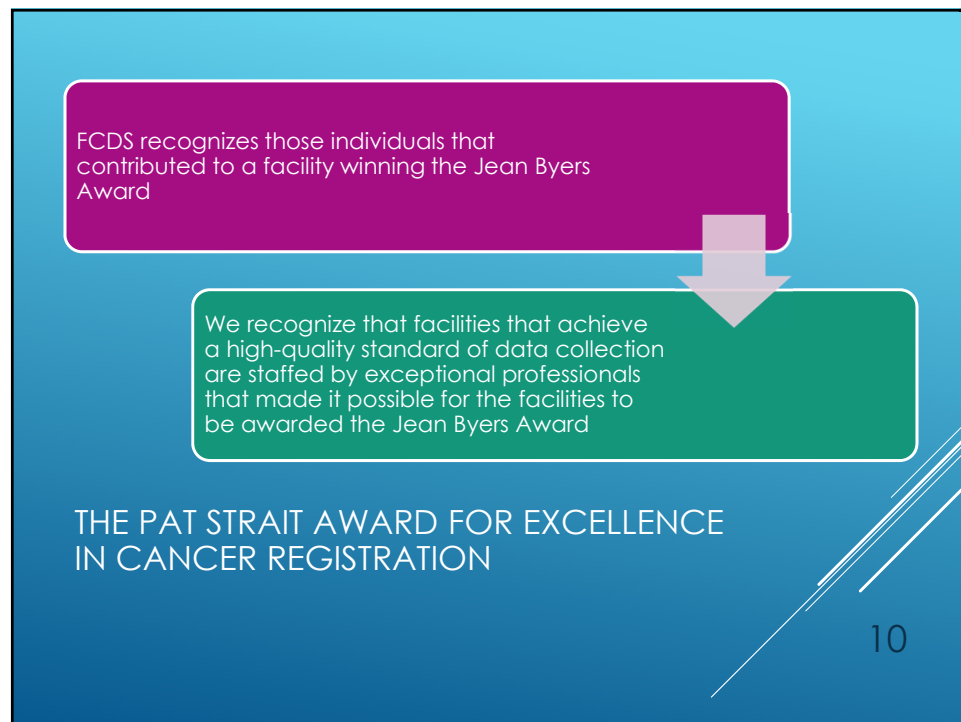 FCDS recognizes those individuals that
contributed to a facility winning the Jean Byers
Award
We recognize that facilities that achieve
a high-quality standard of data collection
are staffed by exceptional professionals
that made it possible for the facilities to
be awarded the Jean Byers Award
THE PAT STRAIT AWARD FOR EXCELLENCE
IN CANCER REGISTRATION
10